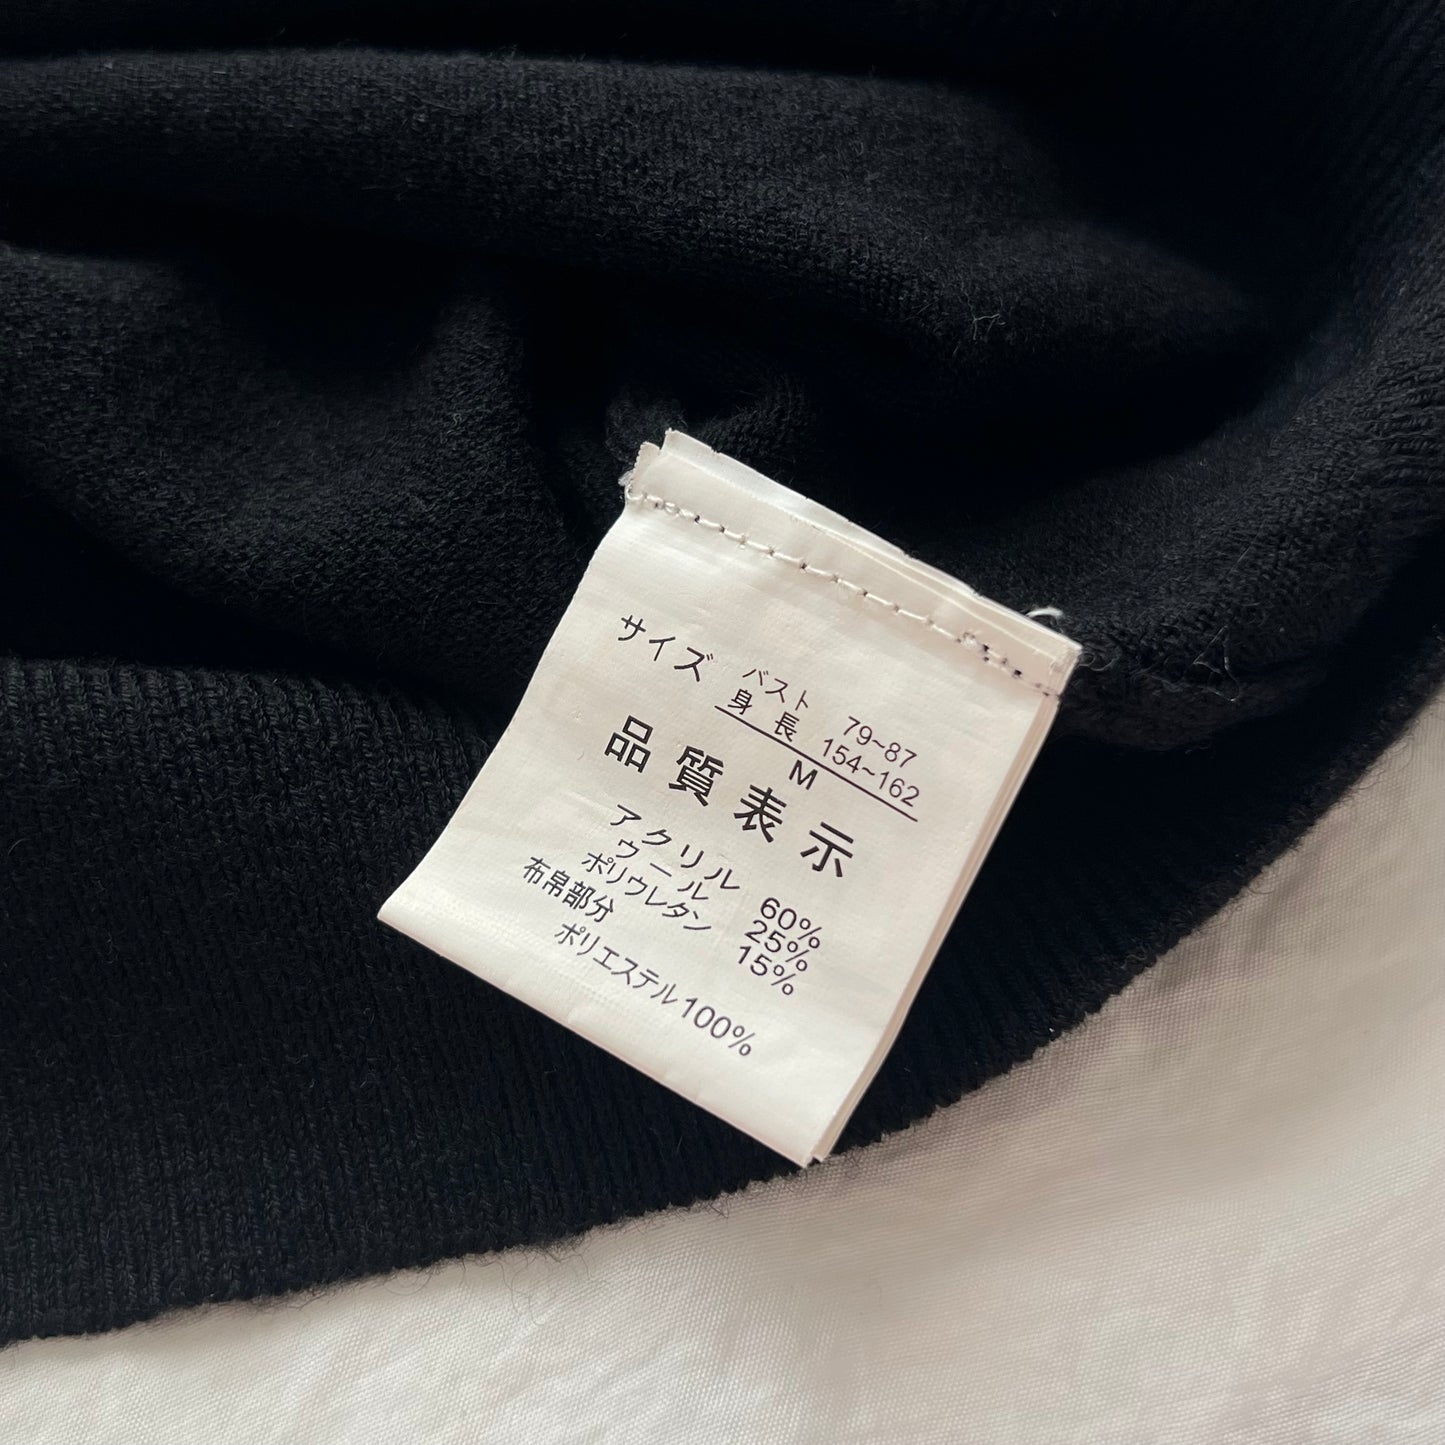 サイズ
バスト 79~87
身長 154~162
M
品質表示
アクリル 60%
ウール 25%
ポリウレタン 15%
布帛部分
ポリエステル100%